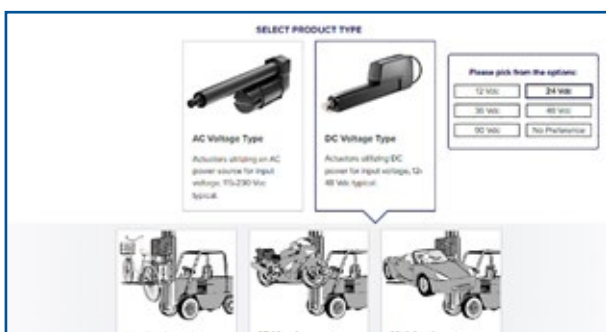 SELECT PRODUCT TYPE
Please pick from the options:
12 Vdc
24 Vdc
36 Vdc
48 Vdc
90 Vdc
No Preference
AC Voltage Type
Actuators utilizing an AC
power source for input
voltage, 115-230 Vac
typical.
DC Voltage Type
Actuators utilizing DC
power for input voltage, 12-
48 Vdc typical.